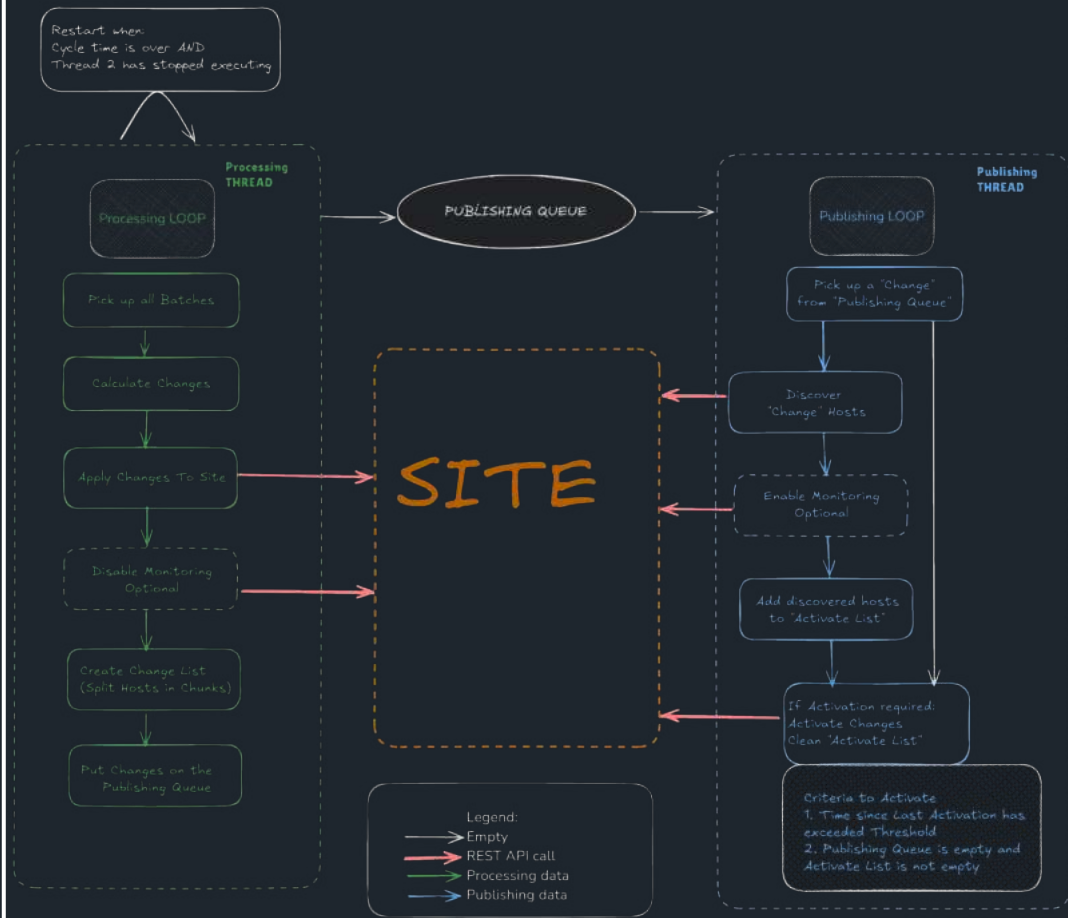 Restart when:
Cycle time is over AND
Thread 2 has stopped executing
Processing
THREAD
Processing LOOP
Pick up all Batches
Calculate Changes
Apply Changes To Site
Disable Monitoring
Optional
Create Change List
(Split Hosts in Chunks)
Put Changes on the
Publishing Queue
PUBLISHING QUEUE
SITE
Publishing
THREAD
Publishing LOOP
Pick up a "Change"
from "Publishing Queue"
Discover
"Change" Hosts
Enable Monitoring
Optional
Add discovered hosts
to "Activate List"
If Activation required:
Activate Changes
Clean "Activate List"
Criteria to Activate
1. Time since Last Activation has
exceeded Threshold
2. Publishing Queue is empty and
Activate List is not empty
Legend:
Empty
REST API call
Processing data
Publishing data